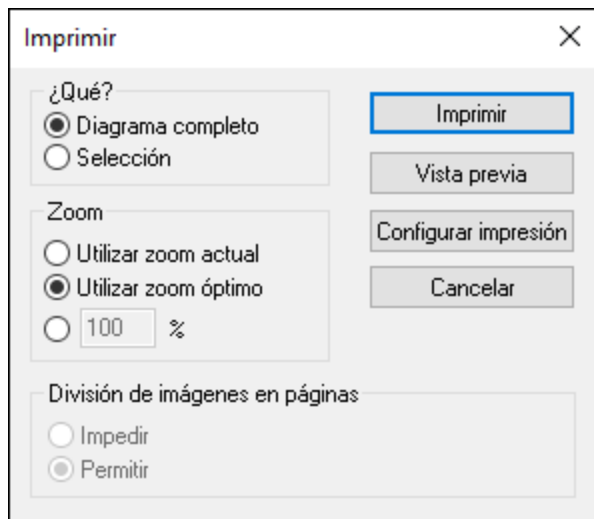 Imprimir
¿Qué?
Diagrama completo
Selección
Zoom
Utilizar zoom actual
Utilizar zoom óptimo
100 %
División de imágenes en páginas
Impedir
Permitir
Imprimir
Vista previa
Configurar impresión
Cancelar